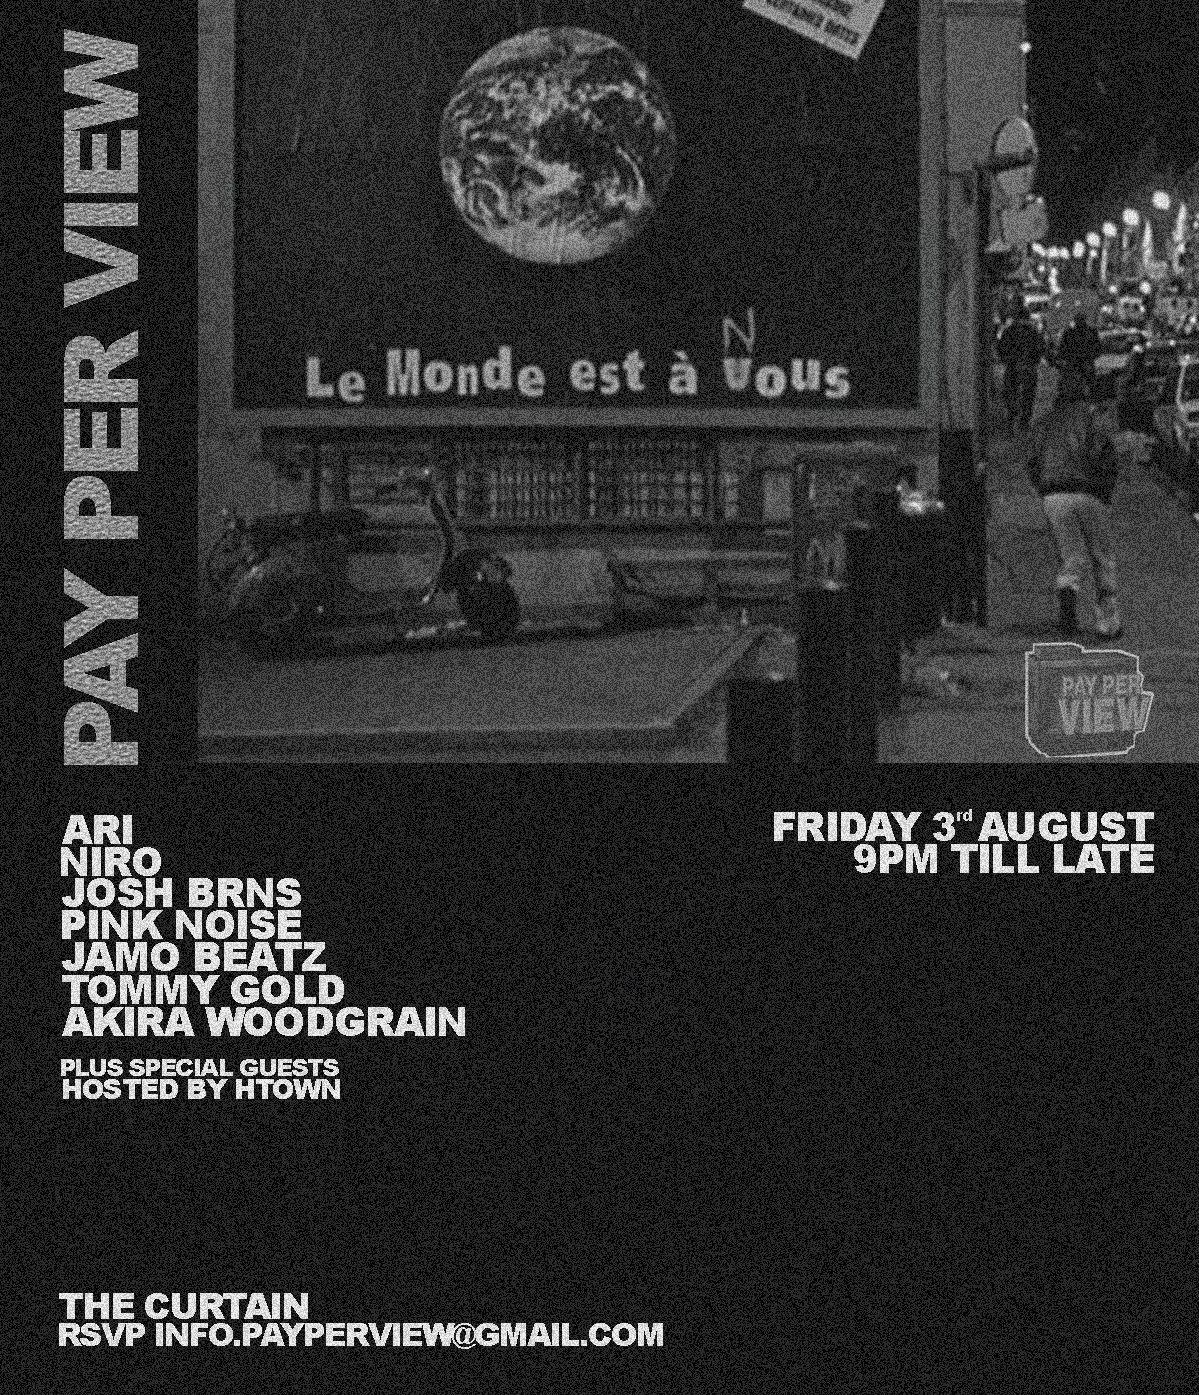 PAY PER VIEW
CERTAINED DATES
N
Le Monde est à vous
PAY PER
VIEW
ARI
NIRO
JOSH BRNS
PINK NOISE
JAMO BEATZ
TOMMY GOLD
AKIRA WOODGRAIN
PLUS SPECIAL GUESTS
HOSTED BY HTOWN
FRIDAY 3rd AUGUST
9PM TILL LATE
THE CURTAIN
RSVP INFO.PAYPERVIEW@GMAIL.COM